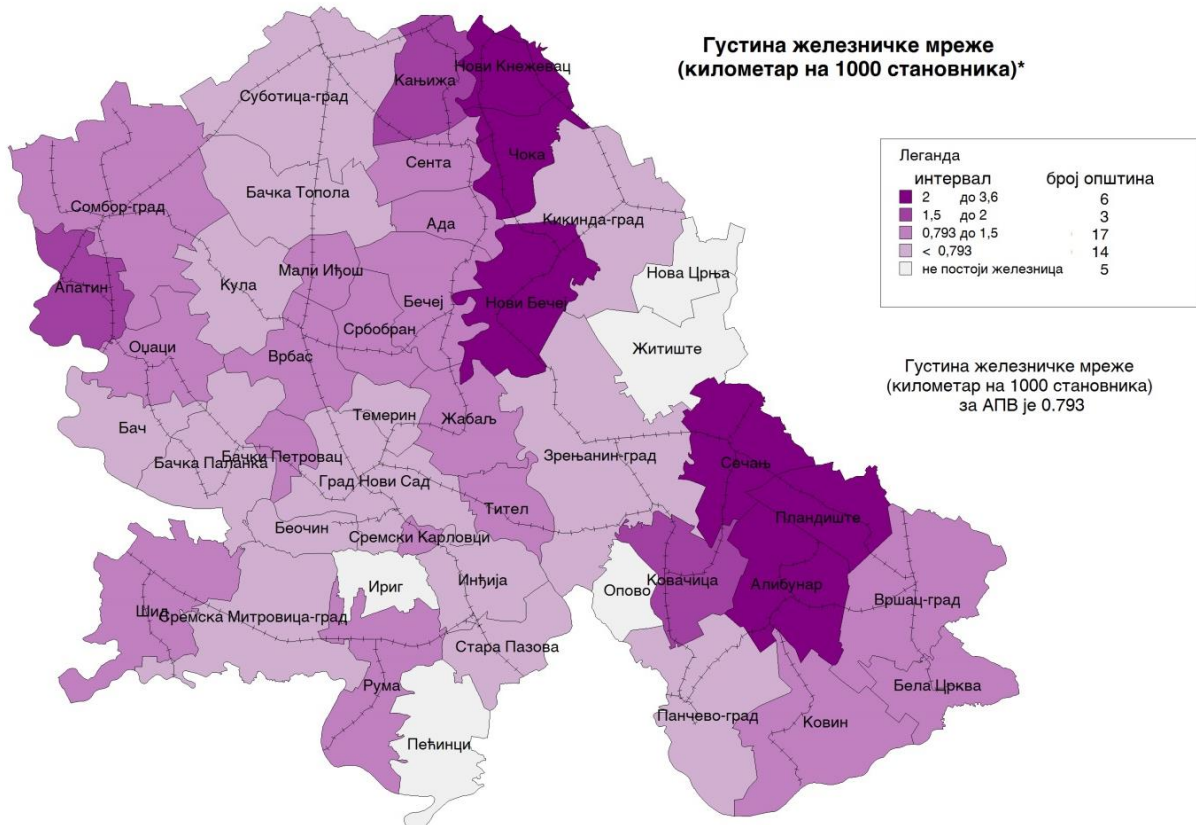 Густина железничке мреже
(километар на 1000 становника)*
Леганда
интервал број општина
2 до 3,6 6
1,5 до 2 3
0,793 до 1,5 17
< 0,793 14
не постоји железница 5
Густина железничке мреже
(километар на 1000 становника)
за АПВ је 0.793
Нови Кнежевац
Кањижа
Суботица-град
Чока
Сента
Бачка Топола
Сомбор-град
Ада
Кикинда-град
Мали Иђош
Нова Црња
Кула
Апатин
Бечеј
Нови Бечеј
Србобран
Оџаци
Врбас
Житиште
Темерин
Жабаљ
Бач
Бачки Петровац
Бачка Паланка
Зрењанин-град
Сечањ
Град Нови Сад
Тител
Пландиште
Беочин
Сремски Карловци
Ириг
Инђија
Опово
Ковачица
Алибунар
Вршац-град
Шид
Сремска Митровица-град
Стара Пазова
Рума
Бела Црква
Панчево-град
Ковин
Пећинци